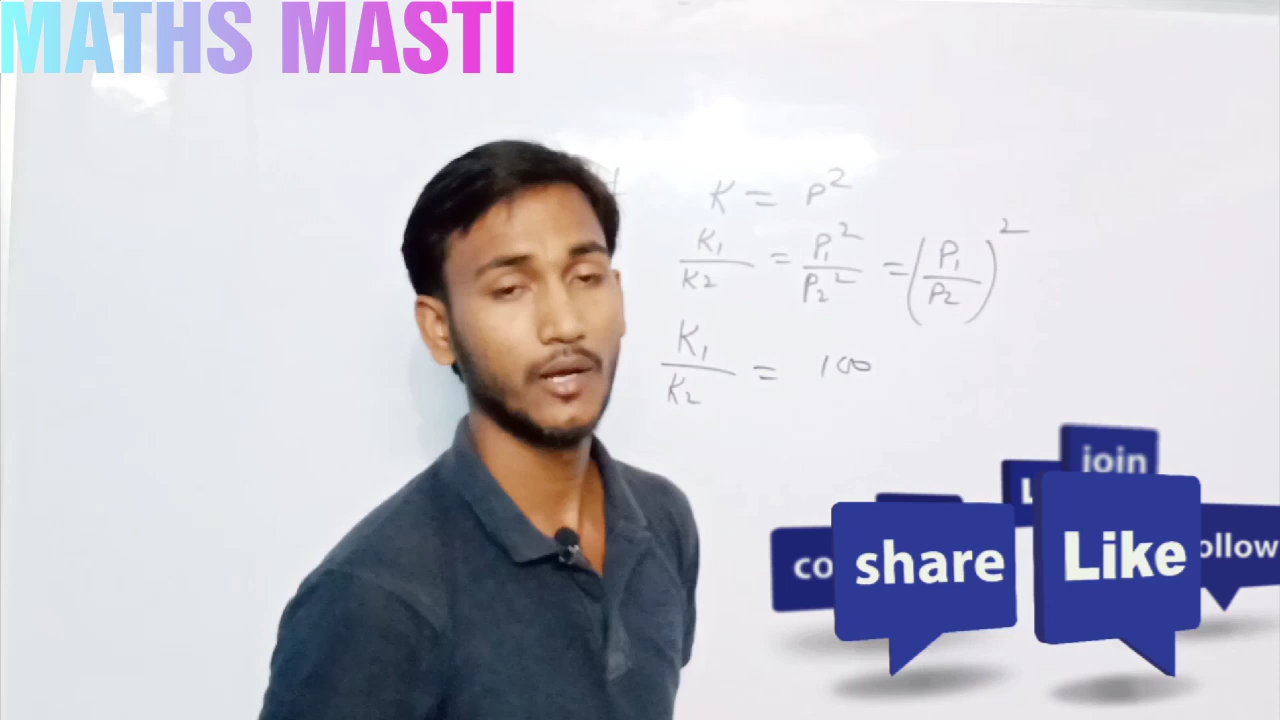 MATHS MASTI
K = P²
K₁/K₂ = P₁²/P₂² = (P₁/P₂)²
K₁/K₂ = 100
join
share
Like